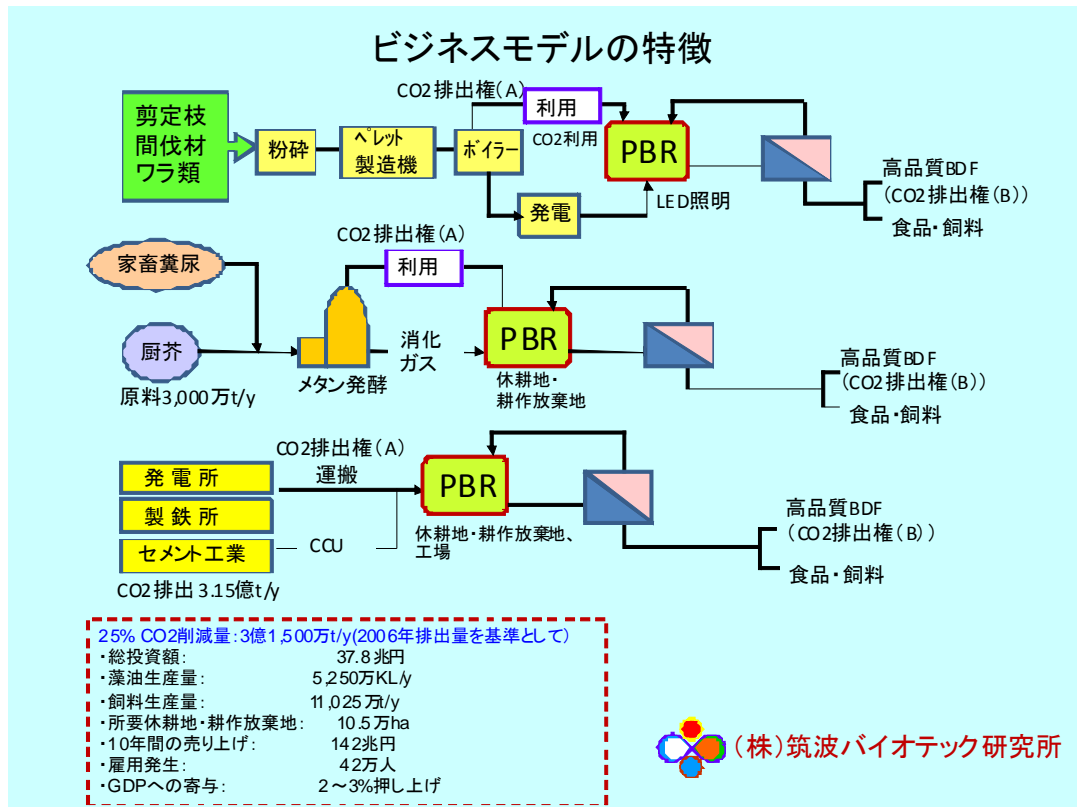 ビジネスモデルの特徴
CO2排出権(A)
剪定枝
間伐材
ワラ類
粉砕
ペレット
製造機
ボイラー
利用
CO2利用
PBR
発電
LED照明
高品質BDF
(CO2排出権(B))
食品・飼料
家畜糞尿
厨芥
原料3,000万t/y
CO2排出権(A)
利用
メタン発酵
消化
ガス
PBR
休耕地・
耕作放棄地
高品質BDF
(CO2排出権(B))
食品・飼料
発電所
製鉄所
セメント工業
CO2排出 3.15億t/y
CO2排出権(A)
運搬
CCU
PBR
休耕地・耕作放棄地、
工場
高品質BDF
(CO2排出権(B))
食品・飼料
25% CO2削減量:3億1,500万t/y(2006年排出量を基準として)
・総投資額: 37.8兆円
・藻油生産量: 5,250万KL/y
・飼料生産量: 11,025万t/y
・所要休耕地・耕作放棄地: 10.5万ha
・10年間の売り上げ: 142兆円
・雇用発生: 42万人
・GDPへの寄与: 2～3%押し上げ
(株)筑波バイオテック研究所